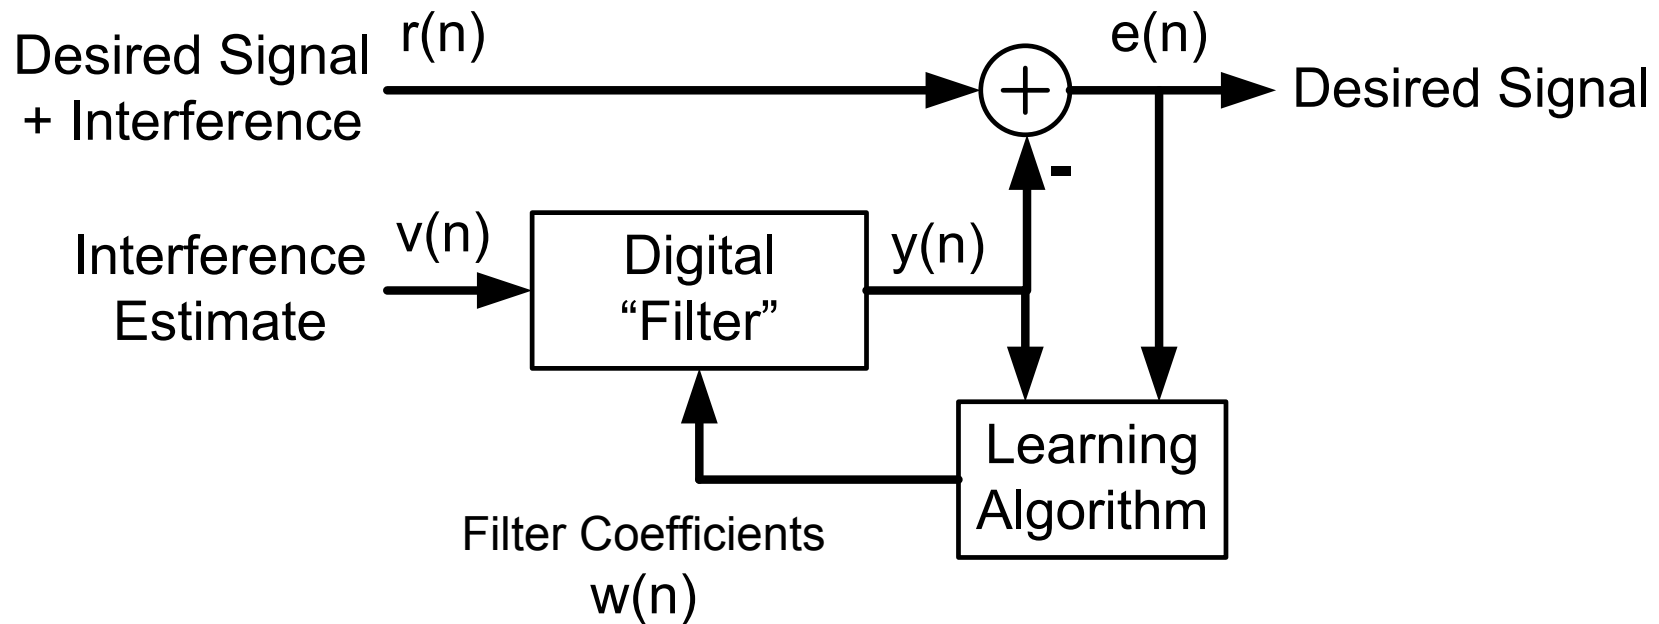 r(n)
e(n)
Desired Signal
+ Interference
+
Desired Signal
-
v(n)
Interference
Estimate
Digital
“Filter”
y(n)
Learning
Algorithm
Filter Coefficients
w(n)